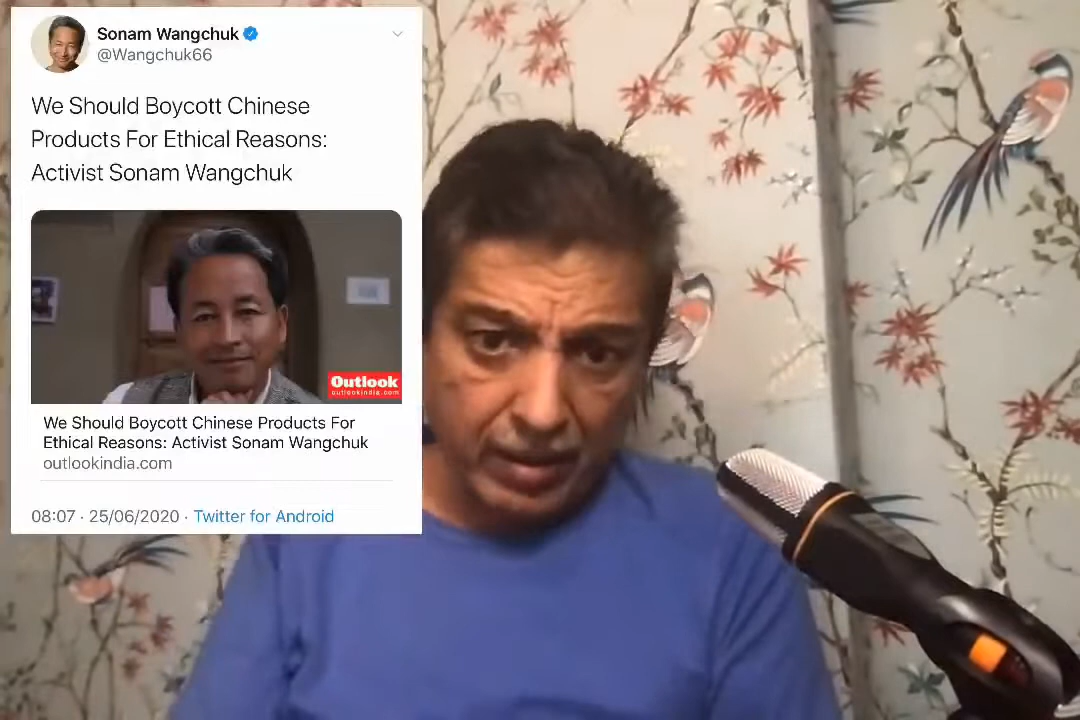 Sonam Wangchuk
@Wangchuk66
We Should Boycott Chinese
Products For Ethical Reasons:
Activist Sonam Wangchuk
Outlook
outlookindia.com
We Should Boycott Chinese Products For
Ethical Reasons: Activist Sonam Wangchuk
outlookindia.com
08:07 · 25/06/2020 · Twitter for Android